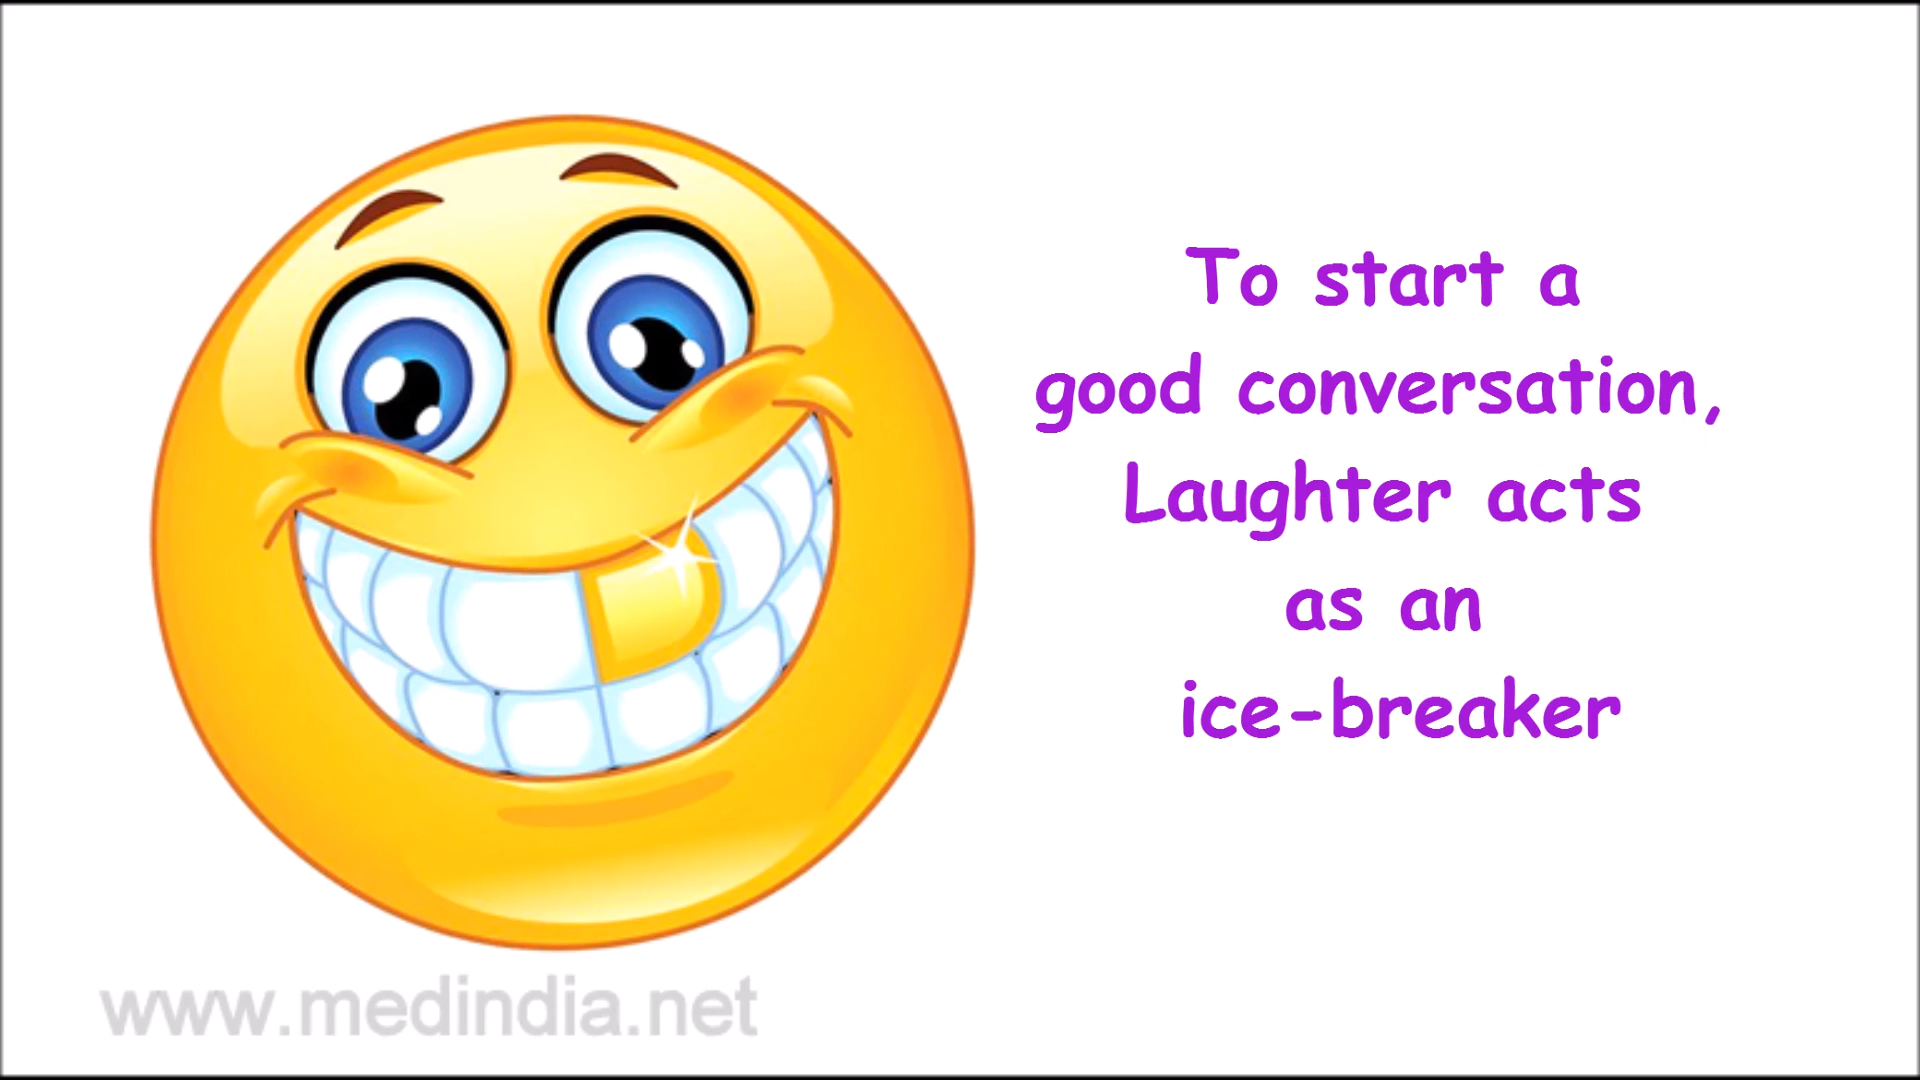 To start a
good conversation,
Laughter acts
as an
ice-breaker
www.medindia.net